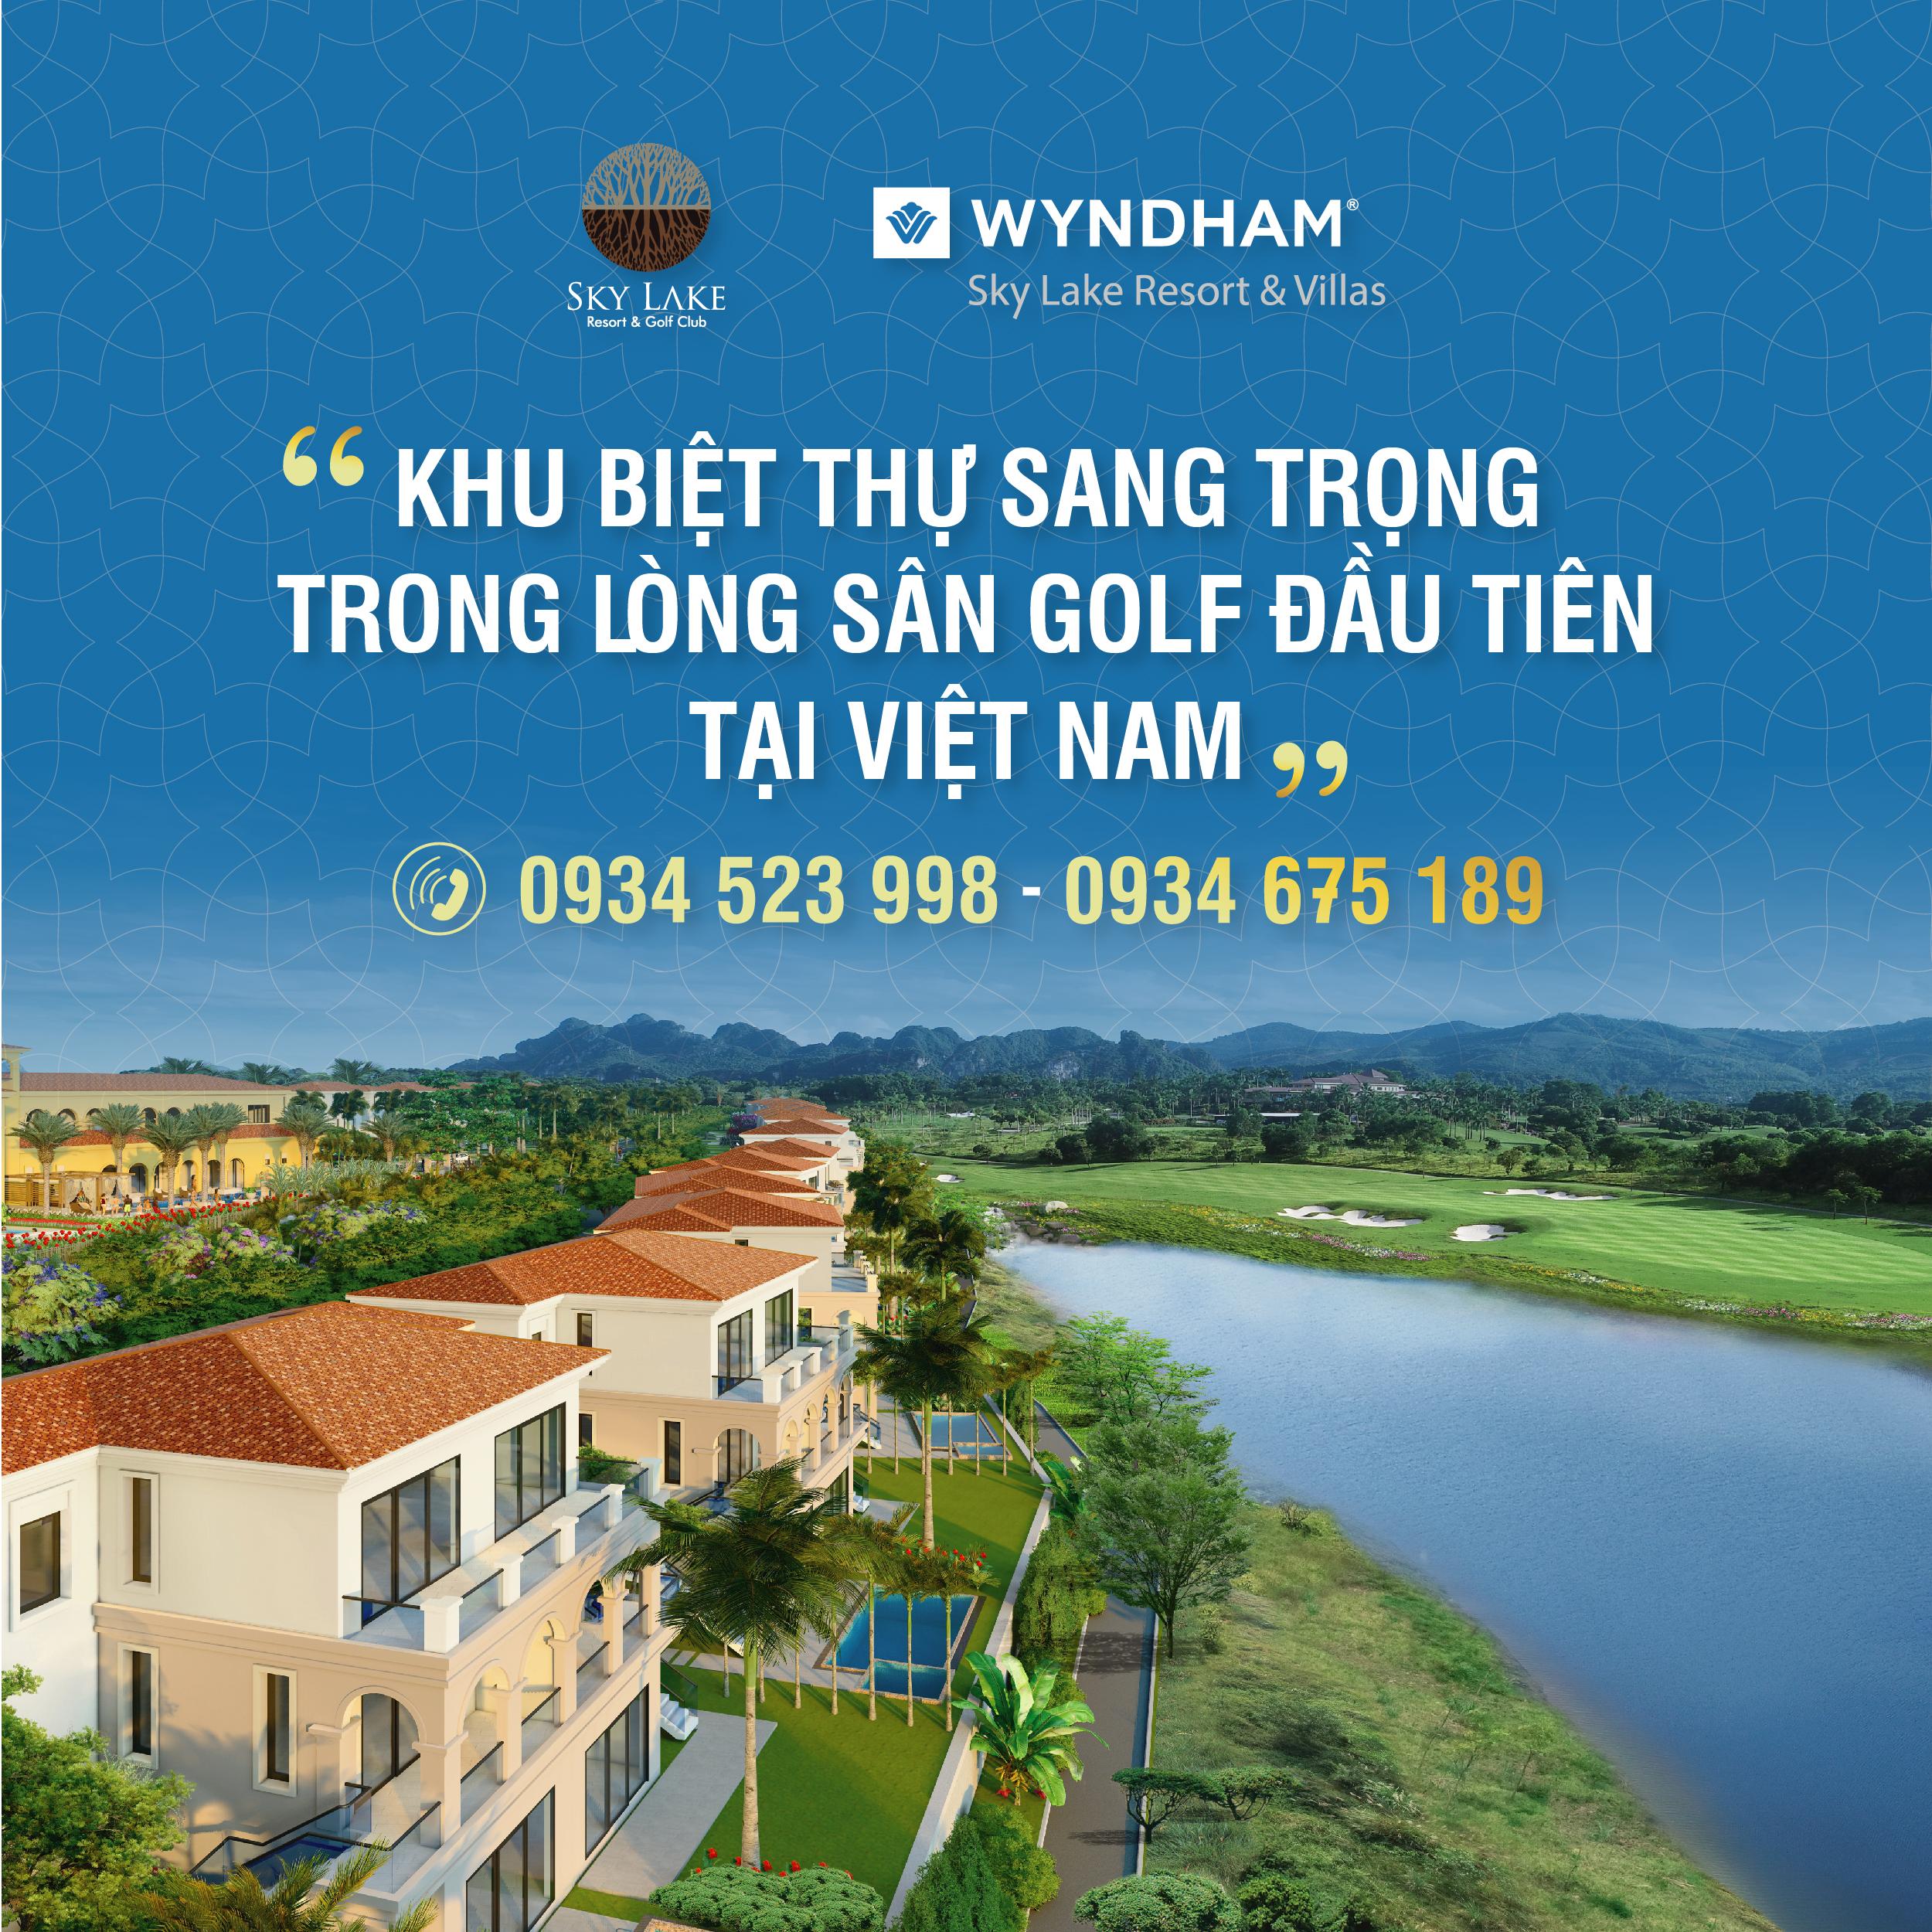 SKY LAKE
Resort & Golf Club
WYNDHAM®
Sky Lake Resort & Villas
“ KHU BIỆT THỰ SANG TRỌNG
TRONG LÒNG SÂN GOLF ĐẦU TIÊN
TẠI VIỆT NAM ”
0934 523 998 - 0934 675 189